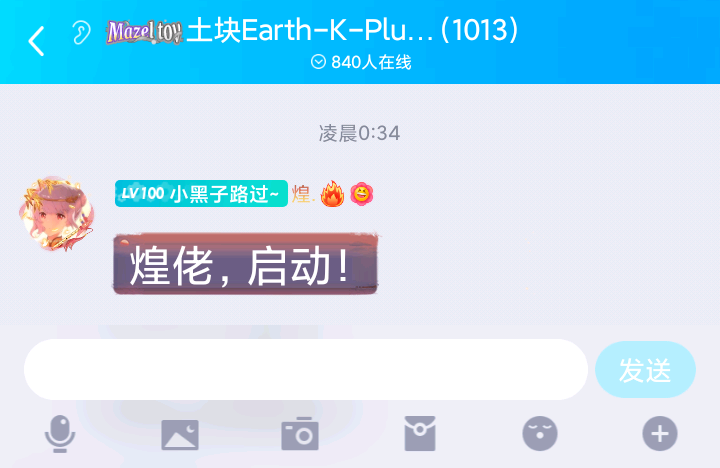 Mazel toy 土块Earth-K-Plu...(1013)
840人在线
凌晨0:34
LV100 小黑子路过~ 煌.
煌佬，启动！
发送